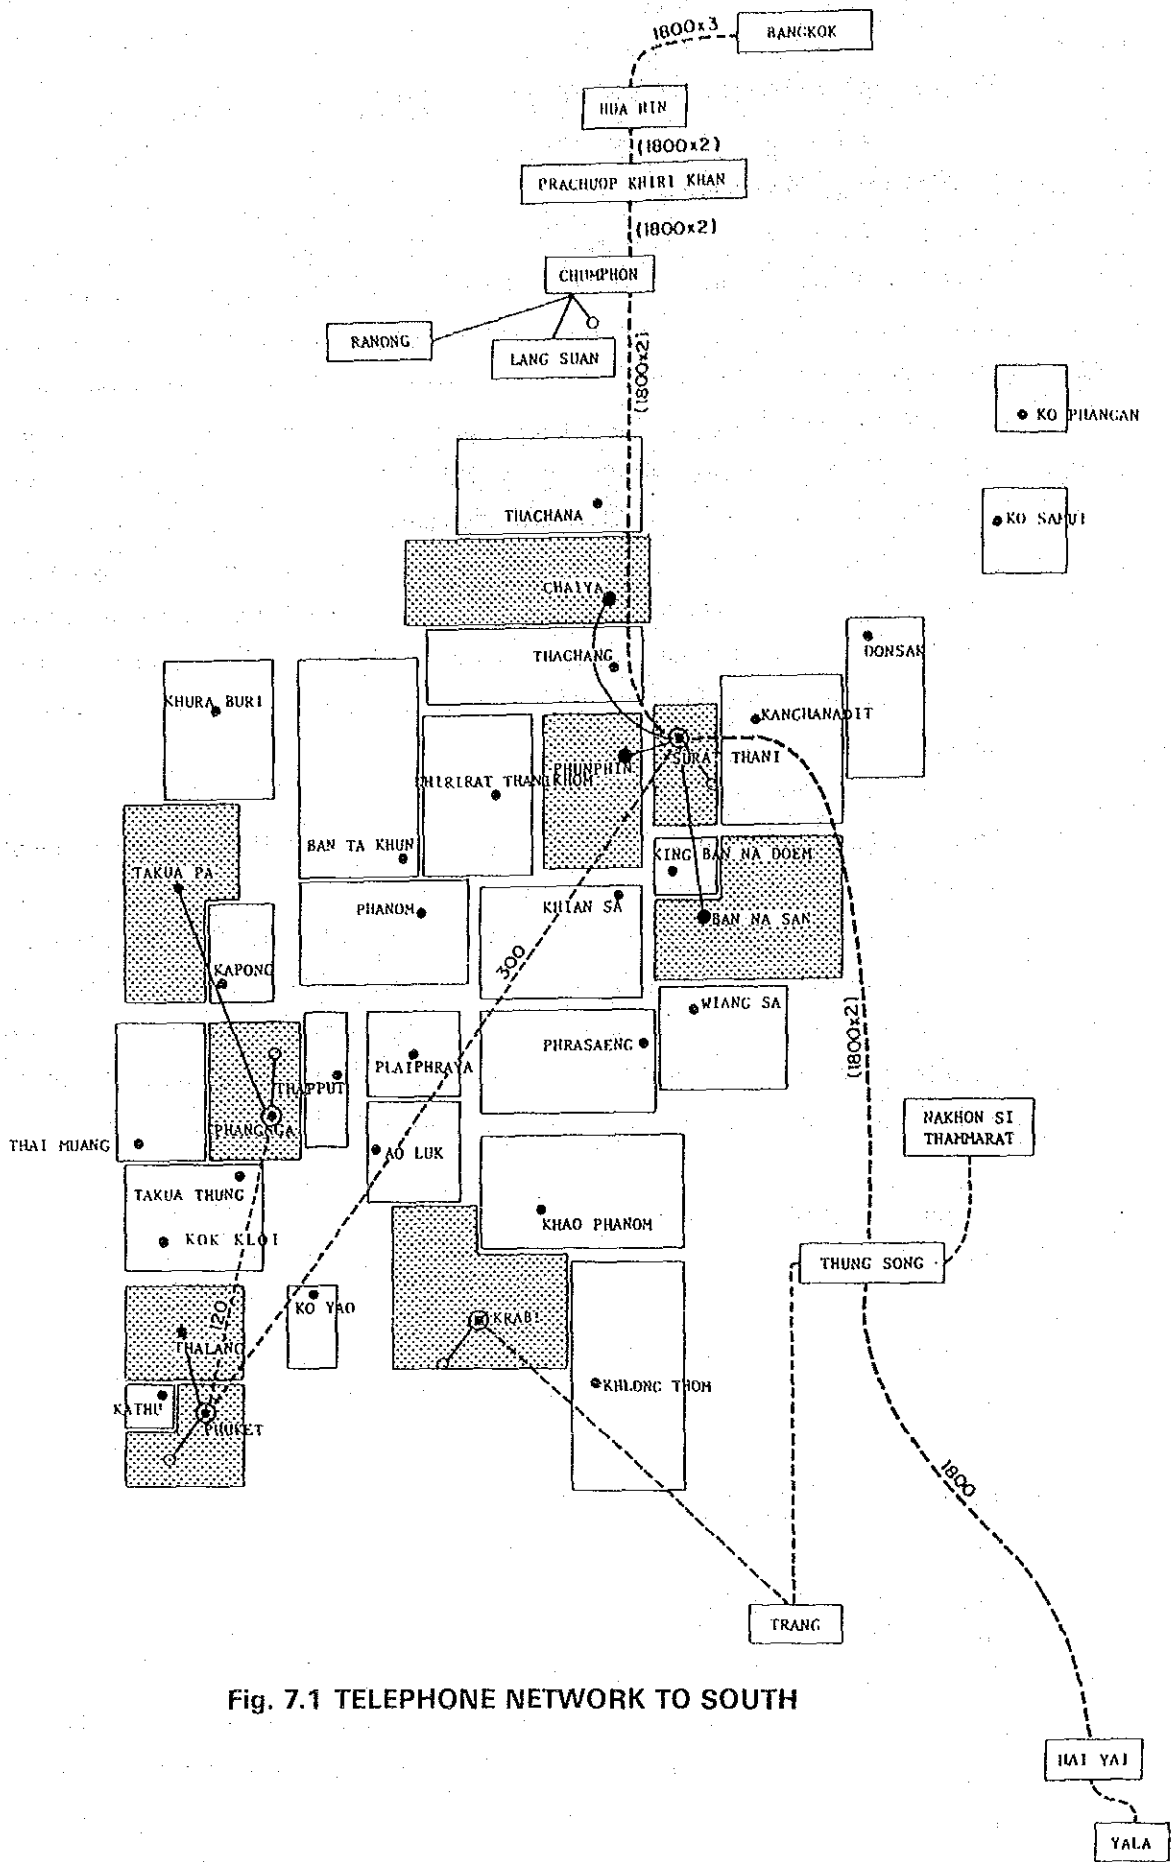 1800x3
BANGKOK
HUA HIN
(1800x2)
PRACHUOP KHIRI KHAN
(1800x2)
CHUMPHON
RANONG
LANG SUAN
(1800x2)
KO PHANGAN
THACHANA
KO SAMUI
CHAIYA
DONSAK
THACHANG
KHURA BURI
KANCHANADIT
PHUNPHIN
SURAT THANI
KHIRIRAT THANIKHOM
BAN TA KHUN
KING BAN NA DOEM
TAKUA PA
PHANOM
KHIAN SA
BAN NA SAN
300
KAPONG
WIANG SA
(1800x2)
PHRASAENG
PLAIPHRAYA
THAPPUT
PHANGNGA
NAKHON SI
THAMMARAT
THAI MUANG
AO LUK
TAKUA THUNG
KHAO PHANOM
KOK KLOI
THUNG SONG
KO YAO
120
KRABI
THALANG
KHLONG THOM
KATHU
PHUKET
1800
TRANG
Fig. 7.1 TELEPHONE NETWORK TO SOUTH
HAI YAI
YALA